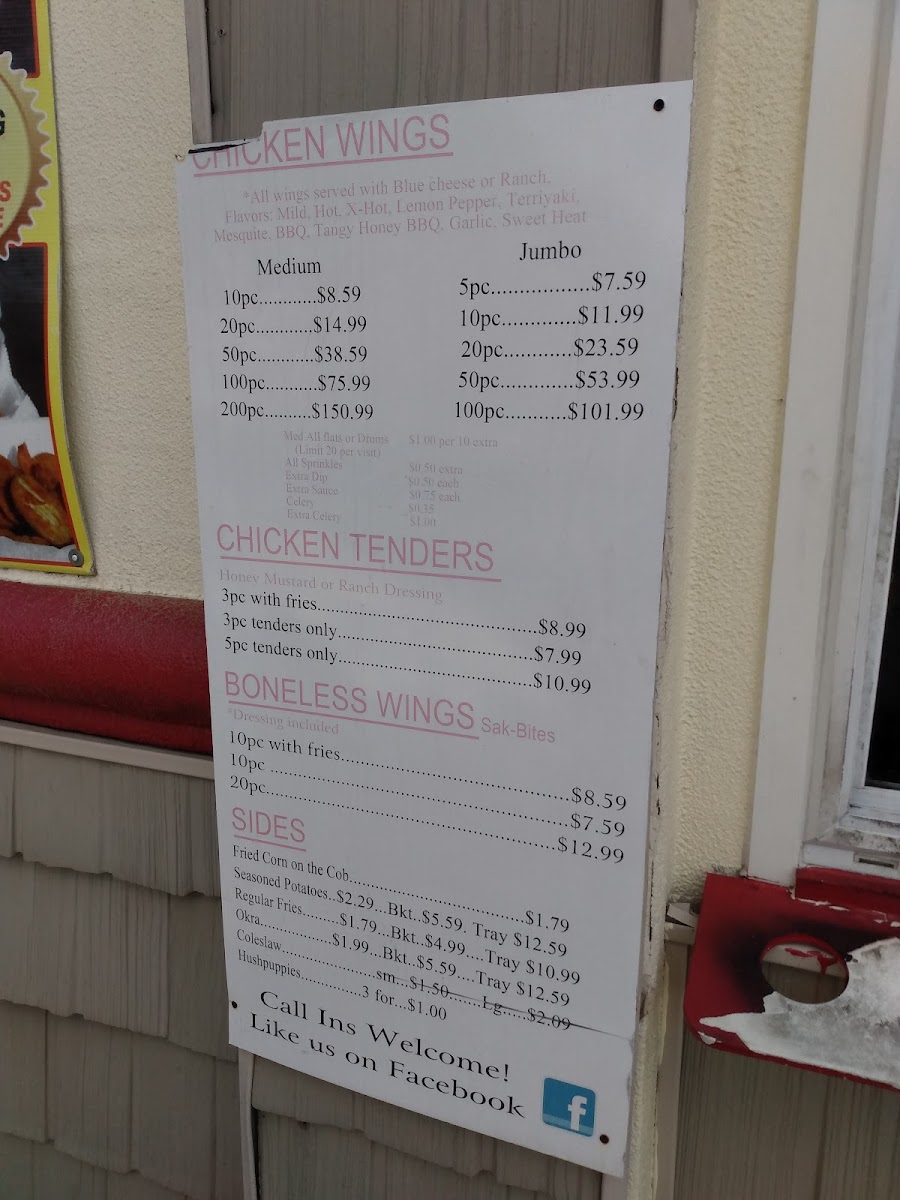 CHICKEN WINGS
*All wings served with Blue cheese or Ranch.
Flavors: Mild, Hot, X-Hot, Lemon Pepper, Terriyaki,
Mesquite, BBQ, Tangy Honey BBQ, Garlic, Sweet Heat
Medium
10pc............$8.59
20pc............$14.99
50pc............$38.59
100pc...........$75.99
200pc..........$150.99
Jumbo
5pc.................$7.59
10pc.............$11.99
20pc............$23.59
50pc.............$53.99
100pc...........$101.99
Med All flats or Drums $1.00 per 10 extra
(Limit 20 per visit)
All Sprinkles $0.50 extra
Extra Dip $0.50 each
Extra Sauce $0.75 each
Celery $0.35
Extra Celery $1.00
CHICKEN TENDERS
Honey Mustard or Ranch Dressing
3pc with fries..........................................$8.99
3pc tenders only.....................................$7.99
5pc tenders only.....................................$10.99
BONELESS WINGS Sak-Bites
*Dressing included
10pc with fries..........................................$8.59
10pc ......................................................$7.59
20pc......................................................$12.99
SIDES
Fried Corn on the Cob....................................$1.79
Seasoned Potatoes..$2.29...Bkt..$5.59. Tray $12.59
Regular Fries.........$1.79...Bkt..$4.99....Tray $10.99
Okra.................$1.99...Bkt..$5.59....Tray $12.59
Coleslaw.......................sm...$1.50.......Lg.....$2.09
Hushpuppies...............3 for...$1.00
Call Ins Welcome!
Like us on Facebook
f
G
S